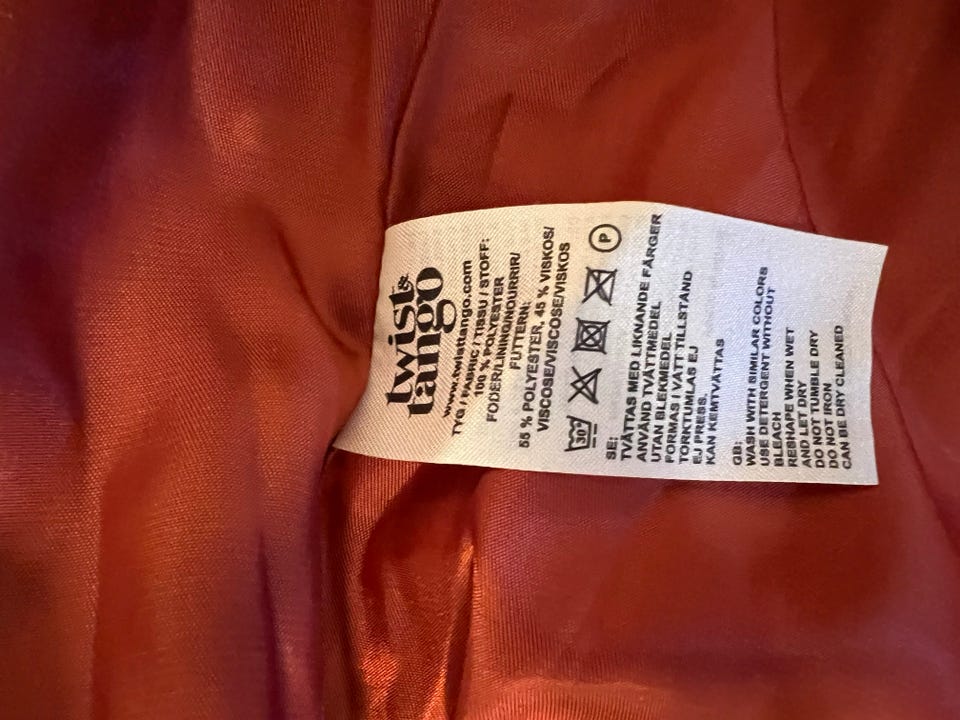 twist&
tango
www.twisttango.com
TYG / FABRIC / TISSU / STOFF:
100 % POLYESTER
FODER/LINING/NOURRIR/
FUTTERN:
55 % POLYESTER, 45 % VISKOS/
VISCOSE/VISCOSE/VISKOS
30° P
SE:
TVÄTTAS MED LIKNANDE FÄRGER
ANVÄND TVÄTTMEDEL
UTAN BLEKMEDEL
FORMAS I VÅTT TILLSTAND
TORKTUMLAS EJ
EJ PRESS.
KAN KEMTVÄTTAS
GB:
WASH WITH SIMILAR COLORS
USE DETERGENT WITHOUT
BLEACH
RESHAPE WHEN WET
AND LET DRY
DO NOT TUMBLE DRY
DO NOT IRON
CAN BE DRY CLEANED